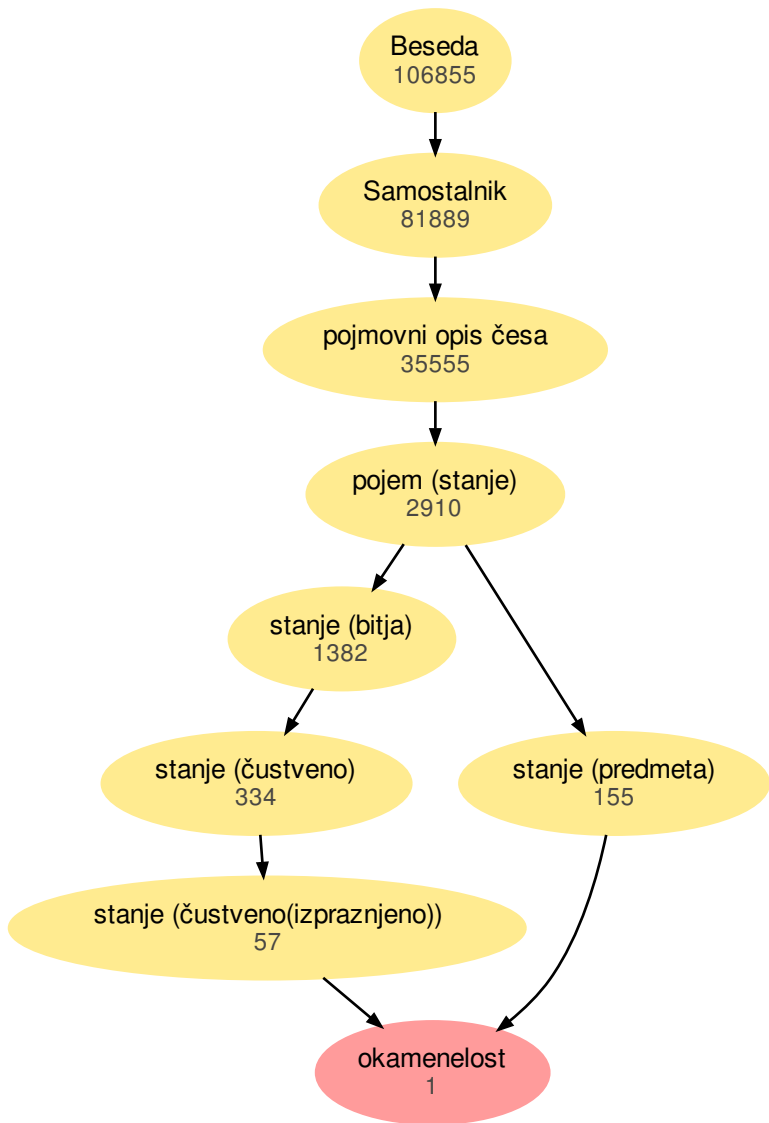 Beseda
106855
Samostalnik
81889
pojmovni opis česa
35555
pojem (stanje)
2910
stanje (bitja)
1382
stanje (čustveno)
334
stanje (predmeta)
155
stanje (čustveno(izpraznjeno))
57
okamenelost
1